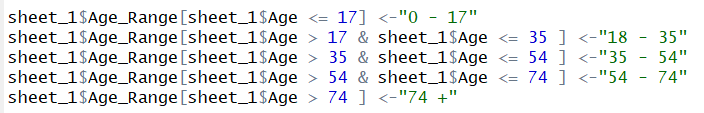 sheet_1$Age_Range[sheet_1$Age <= 17] <-"0 - 17"
sheet_1$Age_Range[sheet_1$Age > 17 & sheet_1$Age <= 35 ] <-"18 - 35"
sheet_1$Age_Range[sheet_1$Age > 35 & sheet_1$Age <= 54 ] <-"35 - 54"
sheet_1$Age_Range[sheet_1$Age > 54 & sheet_1$Age <= 74 ] <-"54 - 74"
sheet_1$Age_Range[sheet_1$Age > 74 ] <-"74 +"